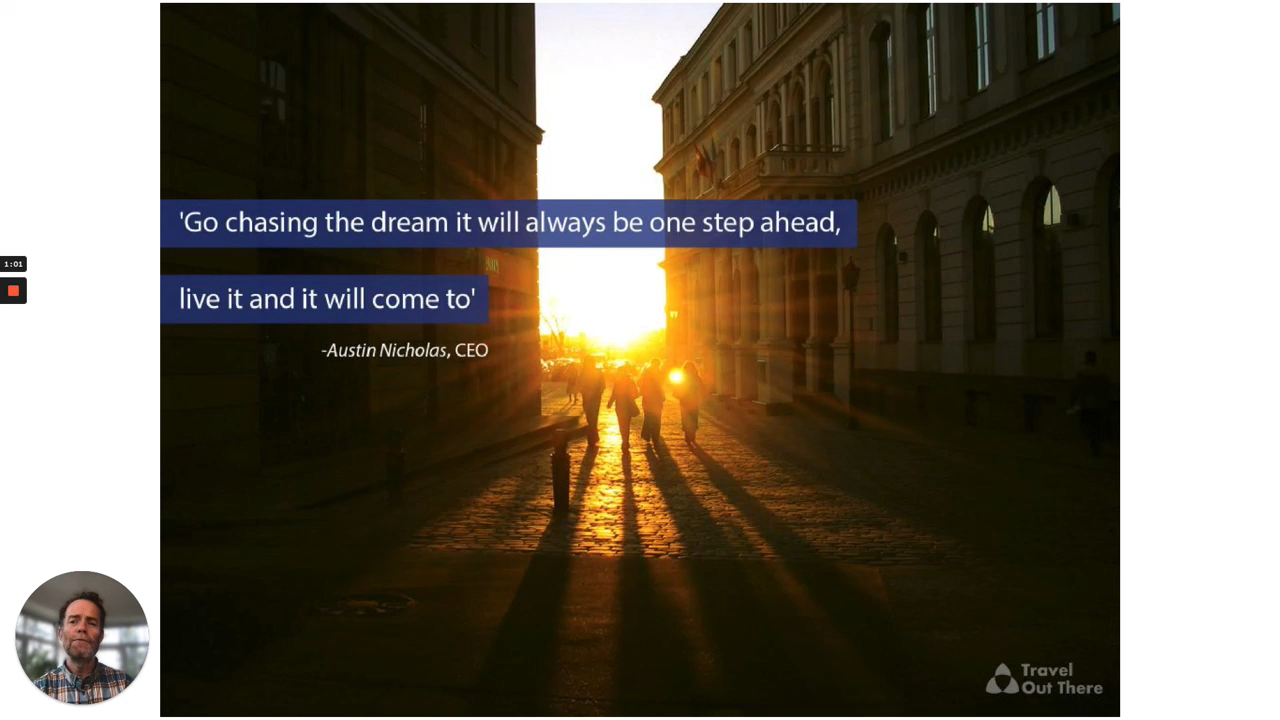 'Go chasing the dream it will always be one step ahead,
live it and it will come to'
-Austin Nicholas, CEO
1:01
Travel
Out There